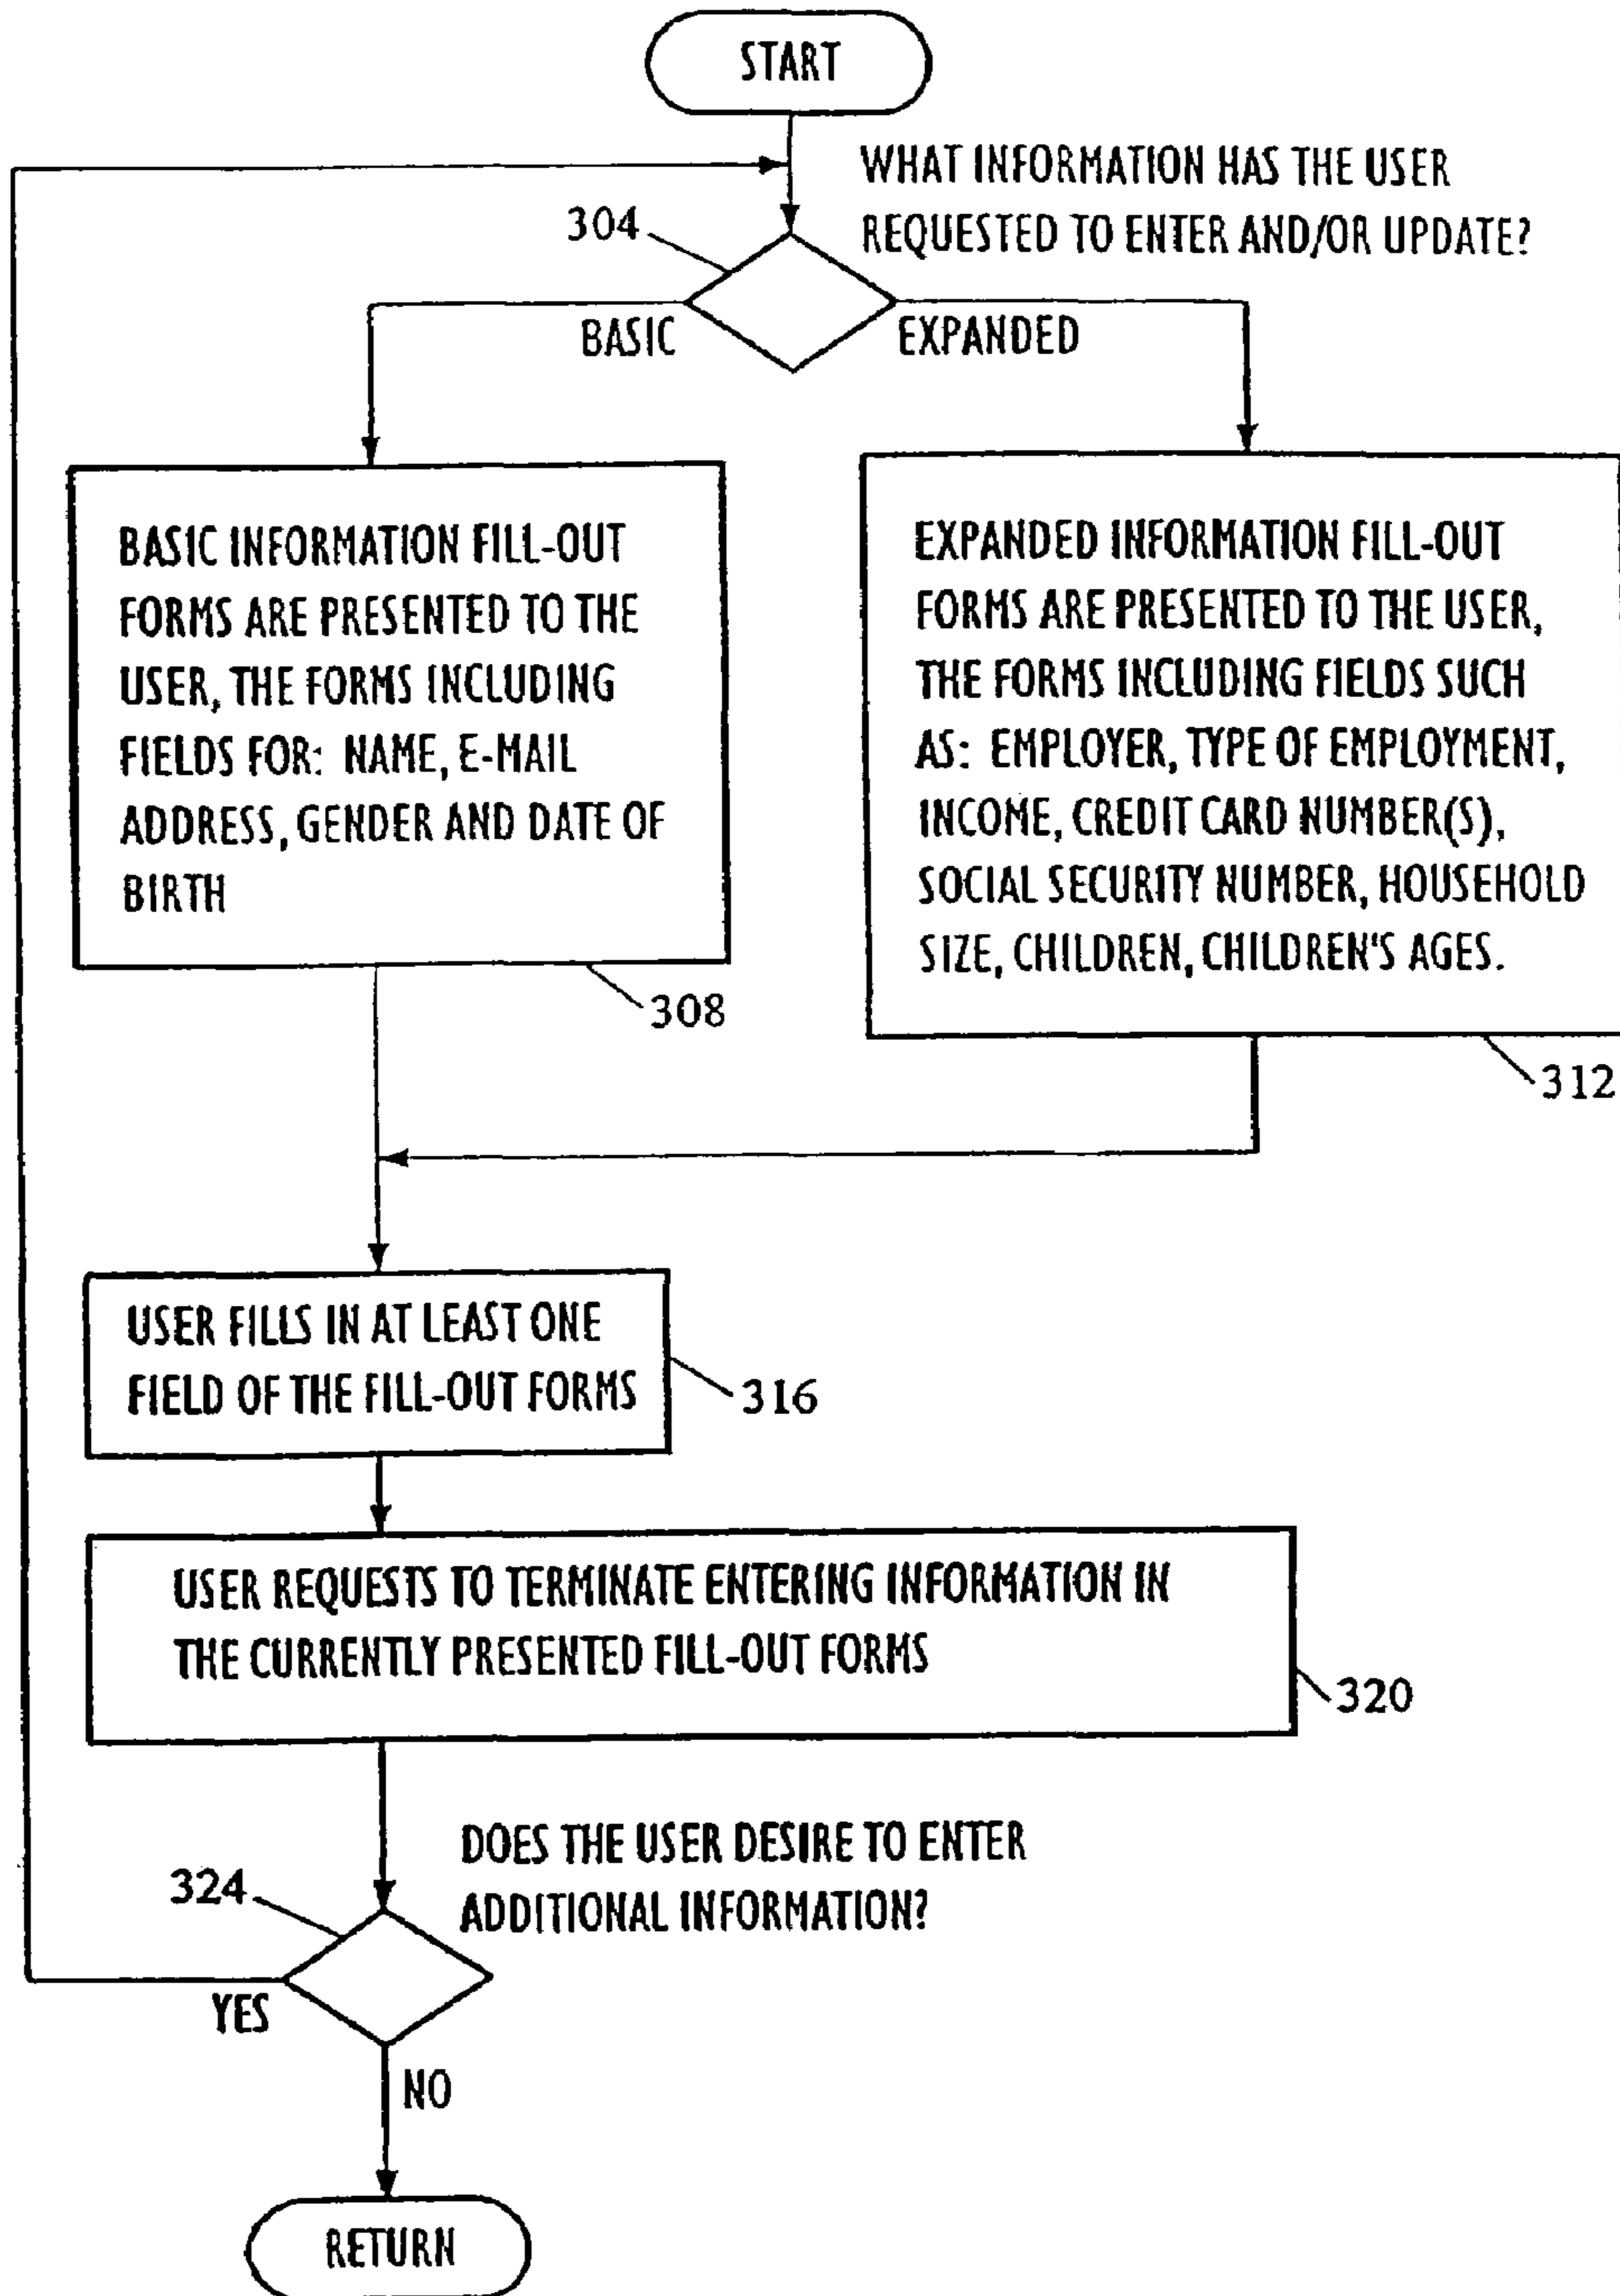 START
WHAT INFORMATION HAS THE USER
REQUESTED TO ENTER AND/OR UPDATE?
304
BASIC
EXPANDED
BASIC INFORMATION FILL-OUT
FORMS ARE PRESENTED TO THE
USER, THE FORMS INCLUDING
FIELDS FOR: NAME, E-MAIL
ADDRESS, GENDER AND DATE OF
BIRTH
308
EXPANDED INFORMATION FILL-OUT
FORMS ARE PRESENTED TO THE USER,
THE FORMS INCLUDING FIELDS SUCH
AS: EMPLOYER, TYPE OF EMPLOYMENT,
INCOME, CREDIT CARD NUMBER(S),
SOCIAL SECURITY NUMBER, HOUSEHOLD
SIZE, CHILDREN, CHILDREN'S AGES.
312
USER FILLS IN AT LEAST ONE
FIELD OF THE FILL-OUT FORMS
316
USER REQUESTS TO TERMINATE ENTERING INFORMATION IN
THE CURRENTLY PRESENTED FILL-OUT FORMS
320
DOES THE USER DESIRE TO ENTER
ADDITIONAL INFORMATION?
324
YES
NO
RETURN